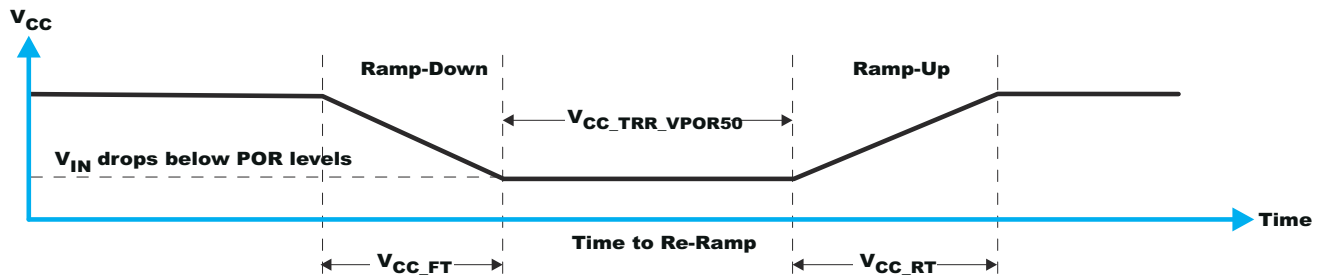 VCC
Ramp-Down
Ramp-Up
VCC_TRR_VPOR50
VIN drops below POR levels
Time
Time to Re-Ramp
VCC_FT
VCC_RT